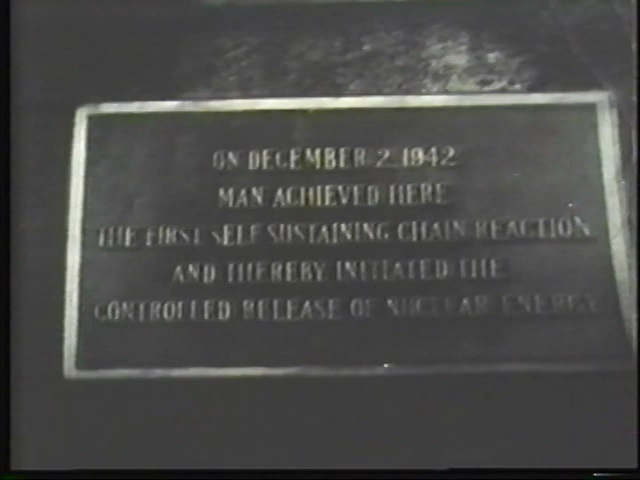 ON DECEMBER 2 1942
MAN ACHIEVED HERE
THE FIRST SELF SUSTAINING CHAIN REACTION
AND THEREBY INITIATED THE
CONTROLLED RELEASE OF NUCLEAR ENERGY